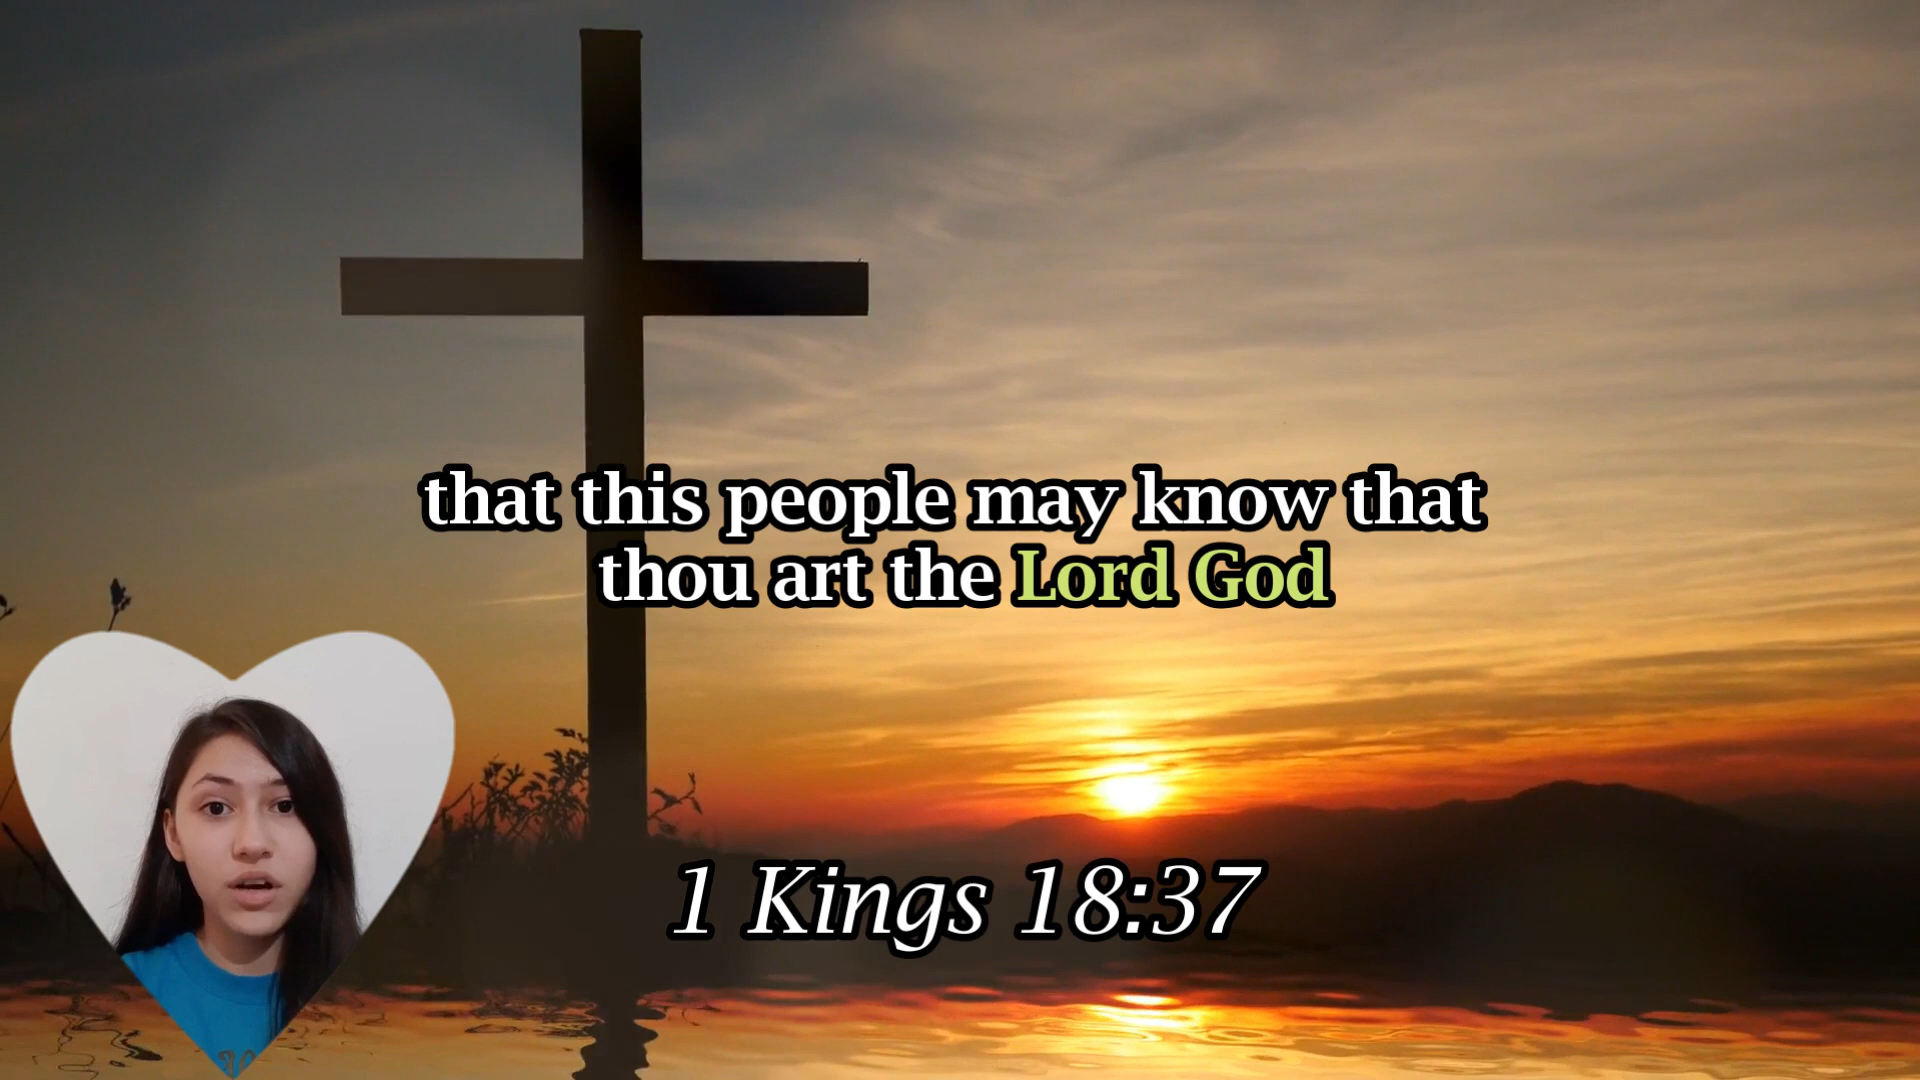 that this people may know that
thou art the Lord God
1 Kings 18:37